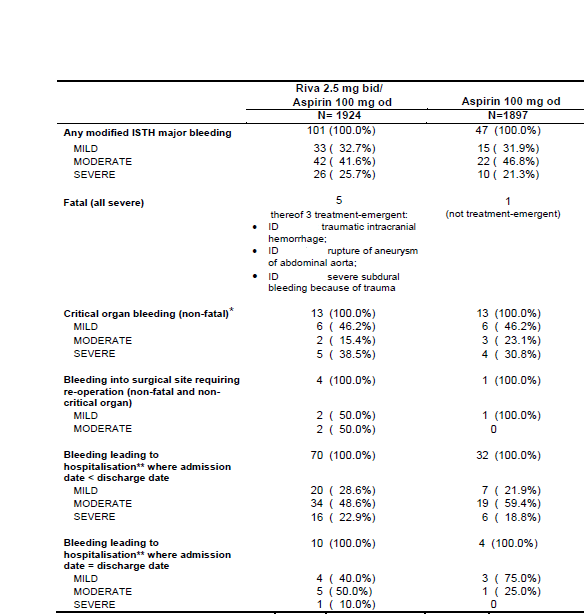 Riva 2.5 mg bid/
Aspirin 100 mg od Aspirin 100 mg od
N= 1924 N=1897
Any modified ISTH major bleeding 101 (100.0%) 47 (100.0%)
MILD 33 ( 32.7%) 15 ( 31.9%)
MODERATE 42 ( 41.6%) 22 ( 46.8%)
SEVERE 26 ( 25.7%) 10 ( 21.3%)
Fatal (all severe) 5 1
thereof 3 treatment-emergent: (not treatment-emergent)
• ID traumatic intracranial
hemorrhage;
• ID rupture of aneurysm
of abdominal aorta;
• ID severe subdural
bleeding because of trauma
Critical organ bleeding (non-fatal)* 13 (100.0%) 13 (100.0%)
MILD 6 ( 46.2%) 6 ( 46.2%)
MODERATE 2 ( 15.4%) 3 ( 23.1%)
SEVERE 5 ( 38.5%) 4 ( 30.8%)
Bleeding into surgical site requiring 4 (100.0%) 1 (100.0%)
re-operation (non-fatal and non-
critical organ)
MILD 2 ( 50.0%) 1 (100.0%)
MODERATE 2 ( 50.0%) 0
Bleeding leading to 70 (100.0%) 32 (100.0%)
hospitalisation** where admission
date < discharge date
MILD 20 ( 28.6%) 7 ( 21.9%)
MODERATE 34 ( 48.6%) 19 ( 59.4%)
SEVERE 16 ( 22.9%) 6 ( 18.8%)
Bleeding leading to 10 (100.0%) 4 (100.0%)
hospitalisation** where admission
date = discharge date
MILD 4 ( 40.0%) 3 ( 75.0%)
MODERATE 5 ( 50.0%) 1 ( 25.0%)
SEVERE 1 ( 10.0%) 0